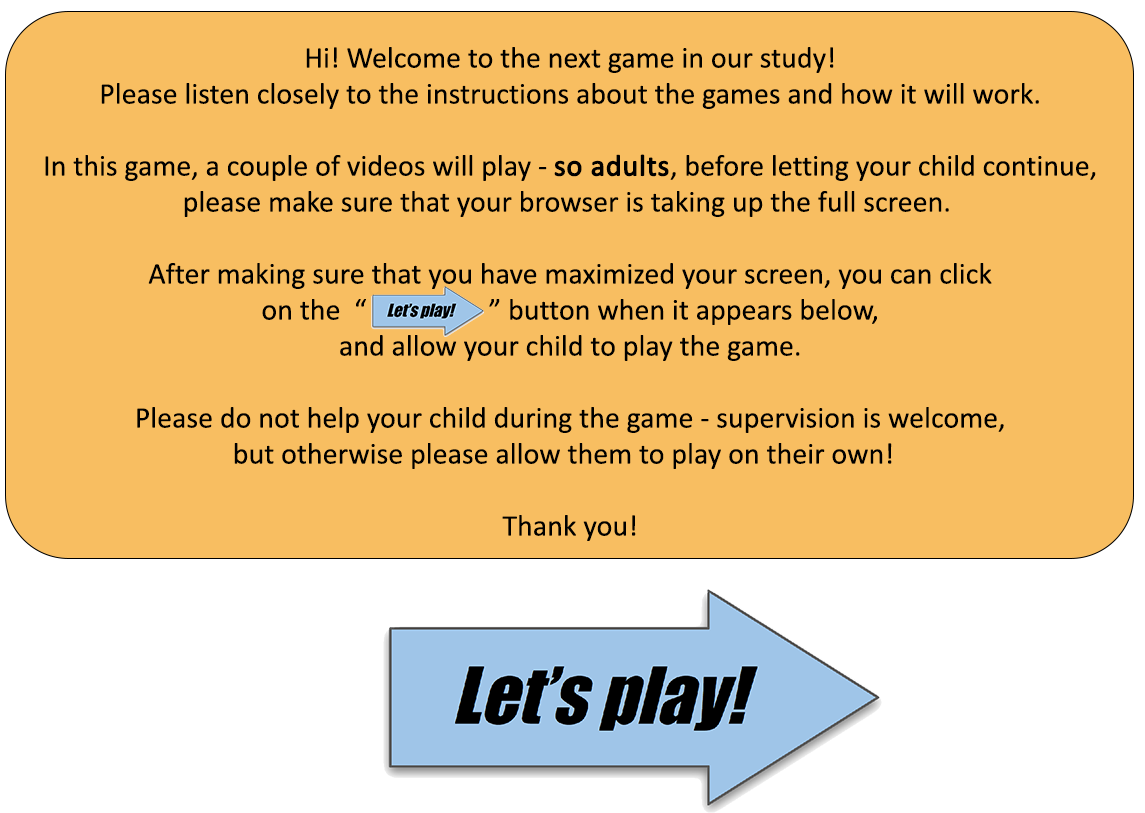 Hi! Welcome to the next game in our study!
Please listen closely to the instructions about the games and how it will work.
In this game, a couple of videos will play - so adults, before letting your child continue,
please make sure that your browser is taking up the full screen.
After making sure that you have maximized your screen, you can click
on the “ Let's play! ” button when it appears below,
and allow your child to play the game.
Please do not help your child during the game - supervision is welcome,
but otherwise please allow them to play on their own!
Thank you!
Let's play!